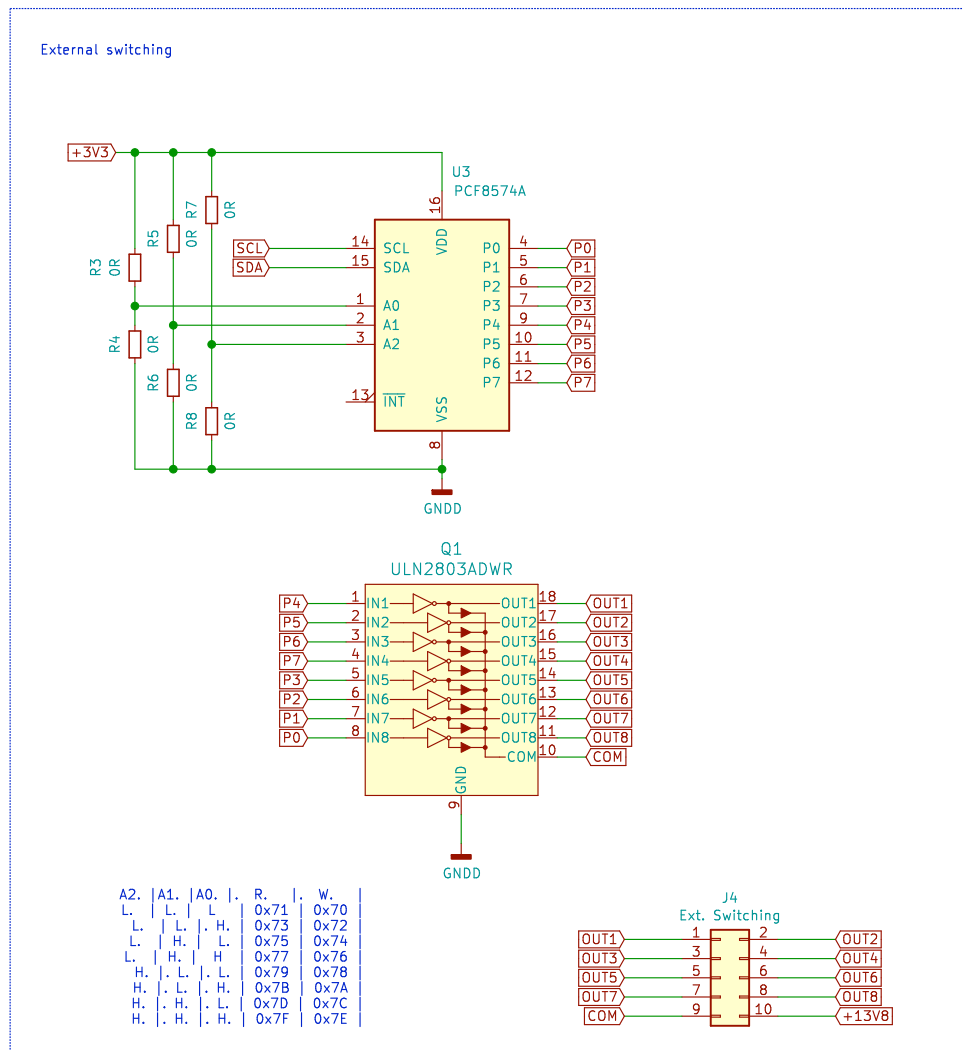 External switching
+3V3
U3
PCF8574A
R7 0R
R5 0R
R3 0R
R4 0R
R6 0R
R8 0R
16 VDD
SCL 14 SCL P0 4 P0
SDA 15 SDA P1 5 P1
P2 6 P2
1 A0 P3 7 P3
2 A1 P4 9 P4
3 A2 P5 10 P5
P6 11 P6
P7 12 P7
13 INT
VSS
8
GNDD
Q1
ULN2803ADWR
P4 1 IN1 OUT1 18 OUT1
P5 2 IN2 OUT2 17 OUT2
P6 3 IN3 OUT3 16 OUT3
P7 4 IN4 OUT4 15 OUT4
P3 5 IN5 OUT5 14 OUT5
P2 6 IN6 OUT6 13 OUT6
P1 7 IN7 OUT7 12 OUT7
P0 8 IN8 OUT8 11 OUT8
COM 10 COM
GND
9
GNDD
A2. |A1. |A0. |. R. |. W. |
L. | L. | L | 0x71 | 0x70 |
L. | L. |. H. | 0x73 | 0x72 |
L. | H. | L. | 0x75 | 0x74 |
L. | H. | H | 0x77 | 0x76 |
H. |. L. |. L. | 0x79 | 0x78 |
H. |. L. |. H. | 0x7B | 0x7A |
H. |. H. |. L. | 0x7D | 0x7C |
H. |. H. |. H. | 0x7F | 0x7E |
J4
Ext. Switching
OUT1 1 2 OUT2
OUT3 3 4 OUT4
OUT5 5 6 OUT6
OUT7 7 8 OUT8
COM 9 10 +13V8